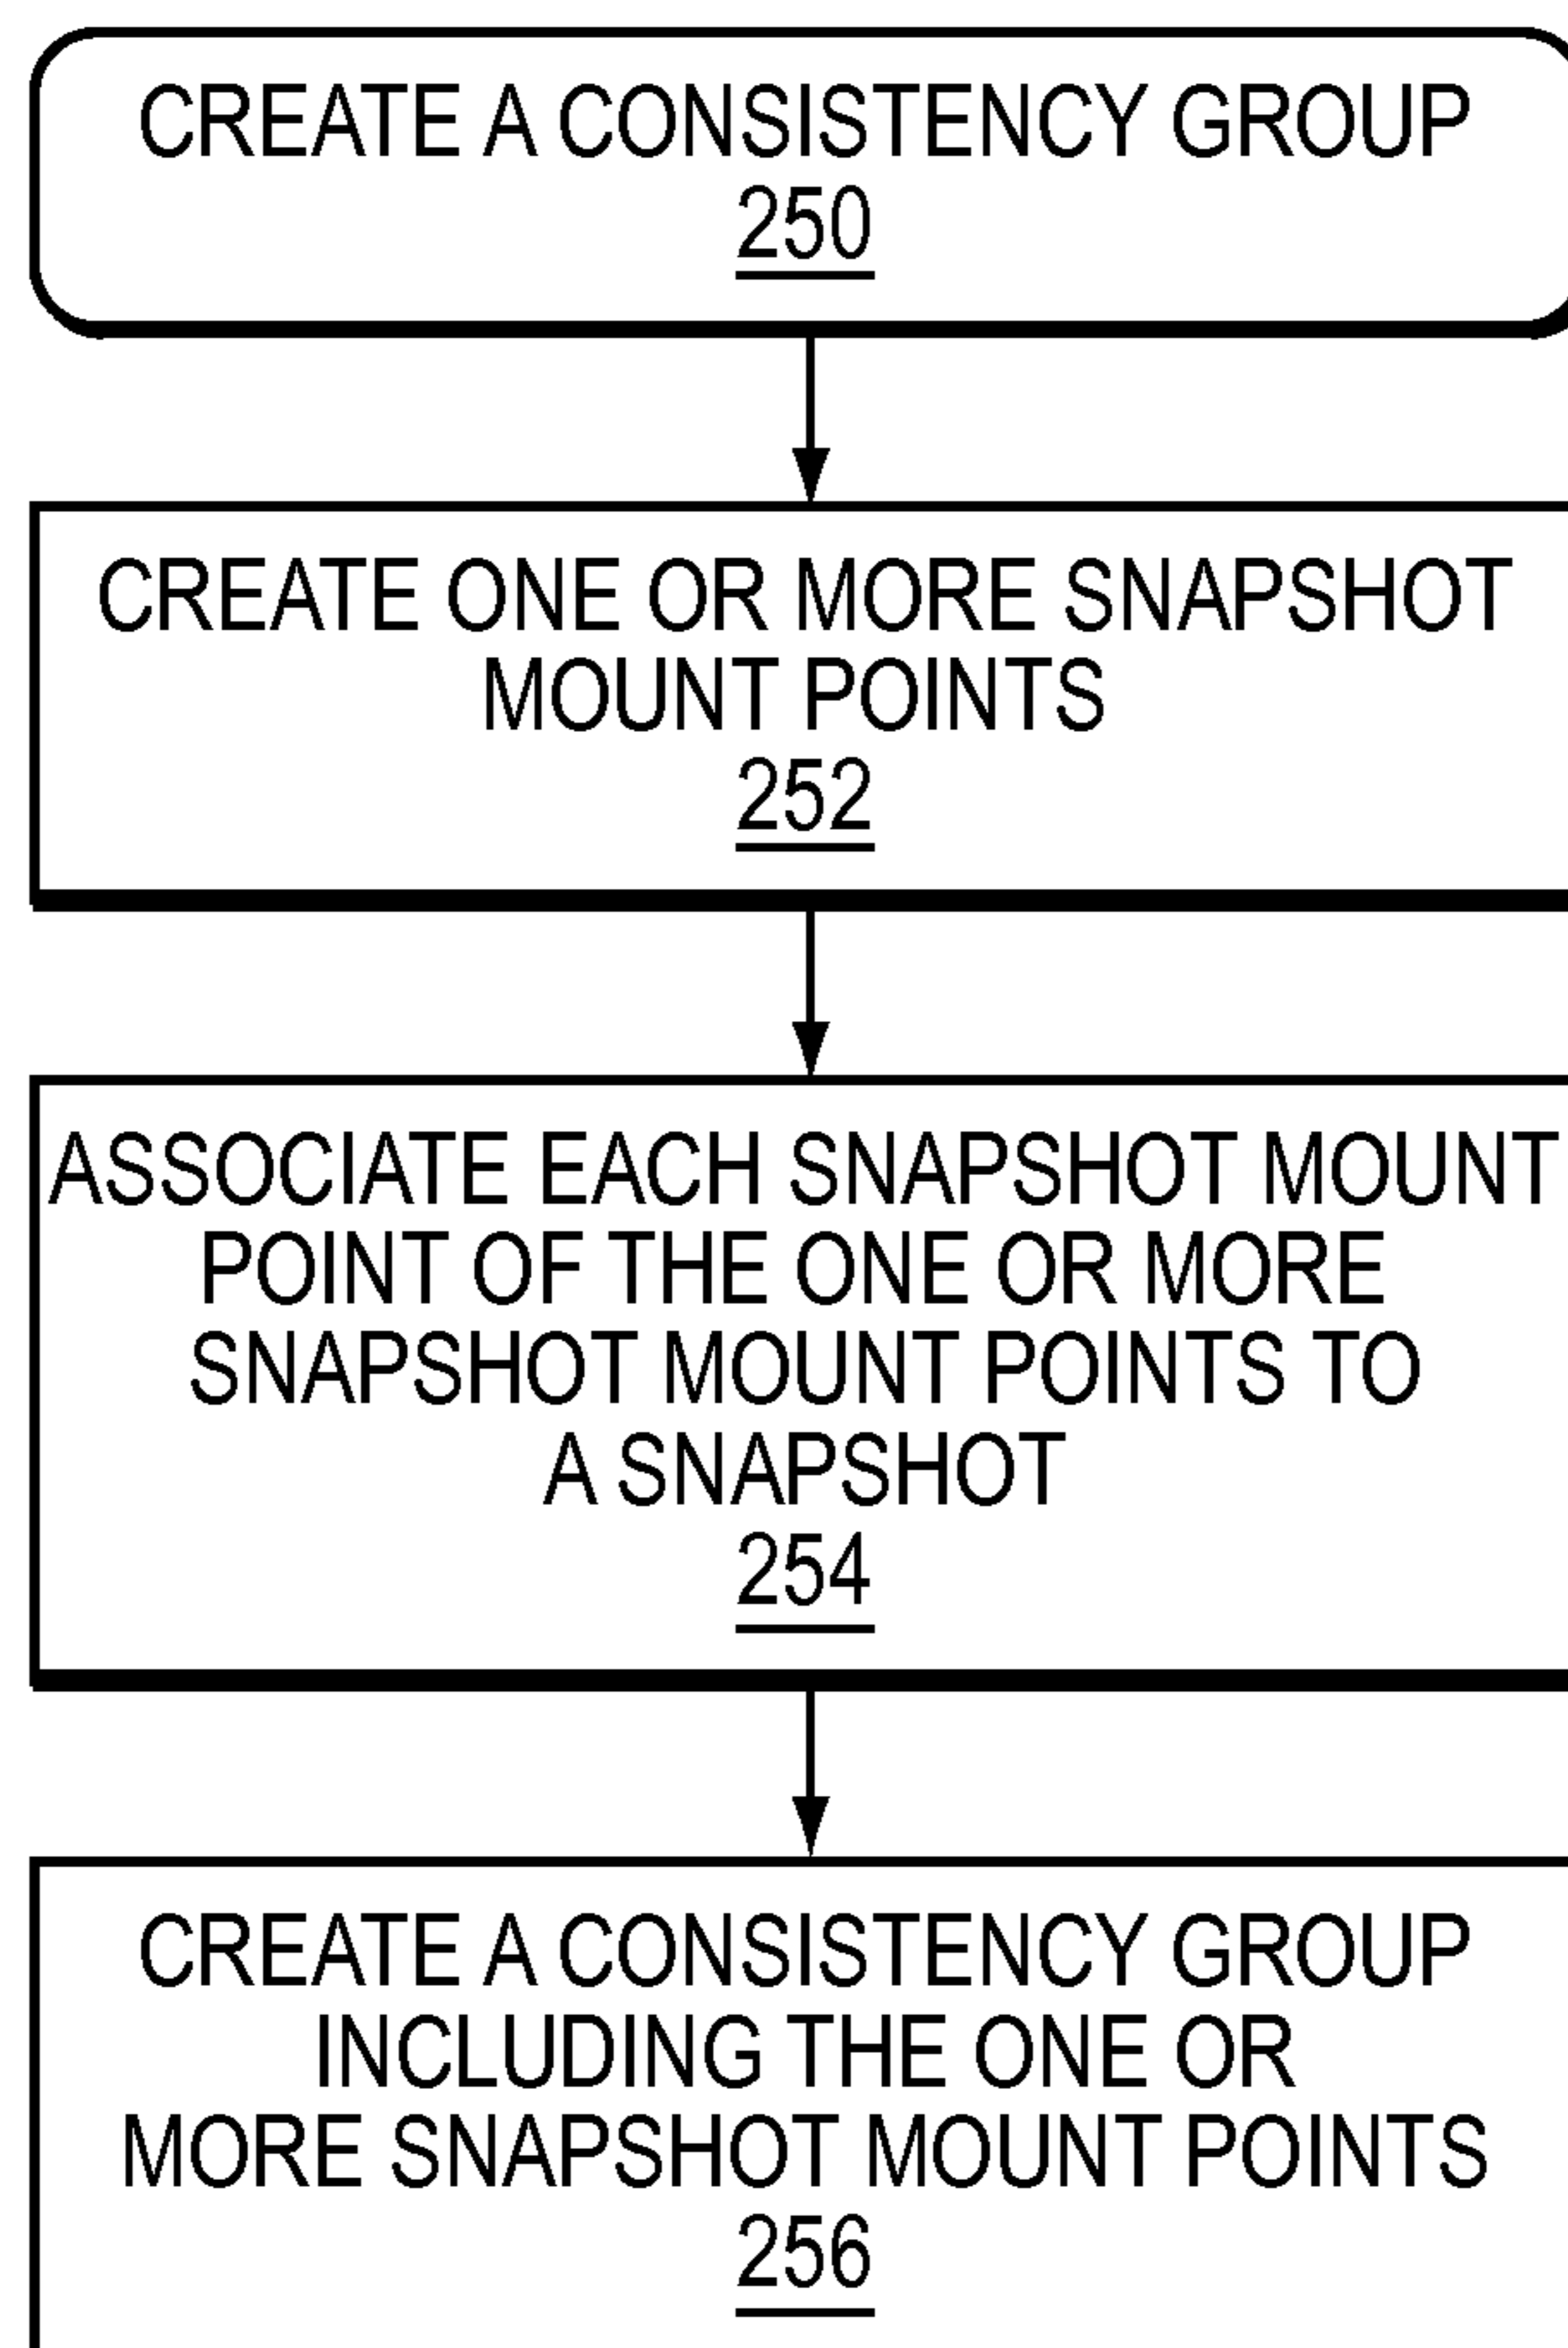 CREATE A CONSISTENCY GROUP
250
CREATE ONE OR MORE SNAPSHOT
MOUNT POINTS
252
ASSOCIATE EACH SNAPSHOT MOUNT
POINT OF THE ONE OR MORE
SNAPSHOT MOUNT POINTS TO
A SNAPSHOT
254
CREATE A CONSISTENCY GROUP
INCLUDING THE ONE OR
MORE SNAPSHOT MOUNT POINTS
256